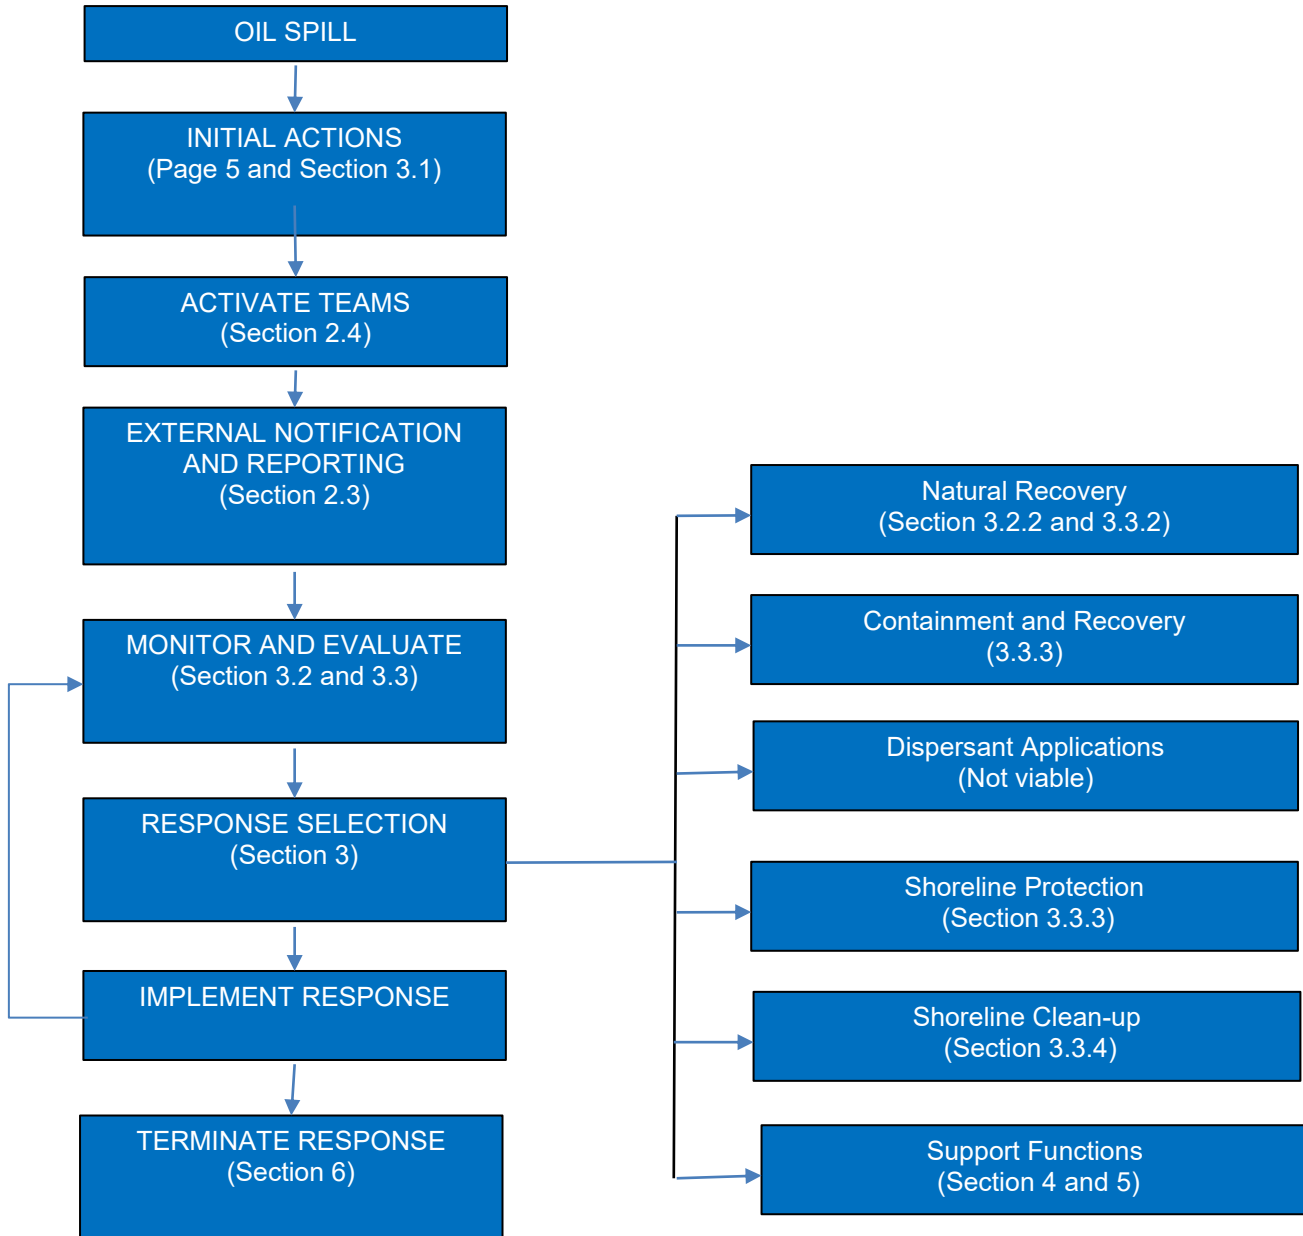 OIL SPILL
INITIAL ACTIONS
(Page 5 and Section 3.1)
ACTIVATE TEAMS
(Section 2.4)
EXTERNAL NOTIFICATION
AND REPORTING
(Section 2.3)
MONITOR AND EVALUATE
(Section 3.2 and 3.3)
RESPONSE SELECTION
(Section 3)
IMPLEMENT RESPONSE
TERMINATE RESPONSE
(Section 6)
Natural Recovery
(Section 3.2.2 and 3.3.2)
Containment and Recovery
(3.3.3)
Dispersant Applications
(Not viable)
Shoreline Protection
(Section 3.3.3)
Shoreline Clean-up
(Section 3.3.4)
Support Functions
(Section 4 and 5)